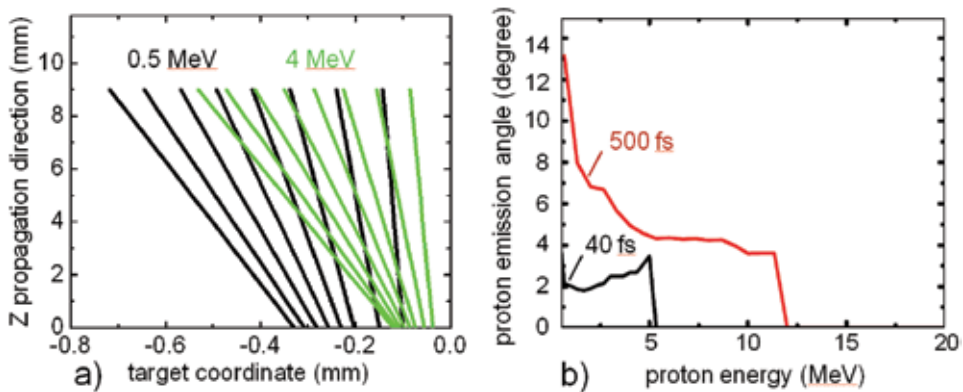 Z propagation direction (mm)
10
8
6
4
2
0
0.5 MeV
4 MeV
-0.8
-0.6
-0.4
-0.2
0.0
a)
target coordinate (mm)
proton emission angle (degree)
14
12
10
8
6
4
2
0
500 fs
40 fs
5
10
15
20
b)
proton energy (MeV)